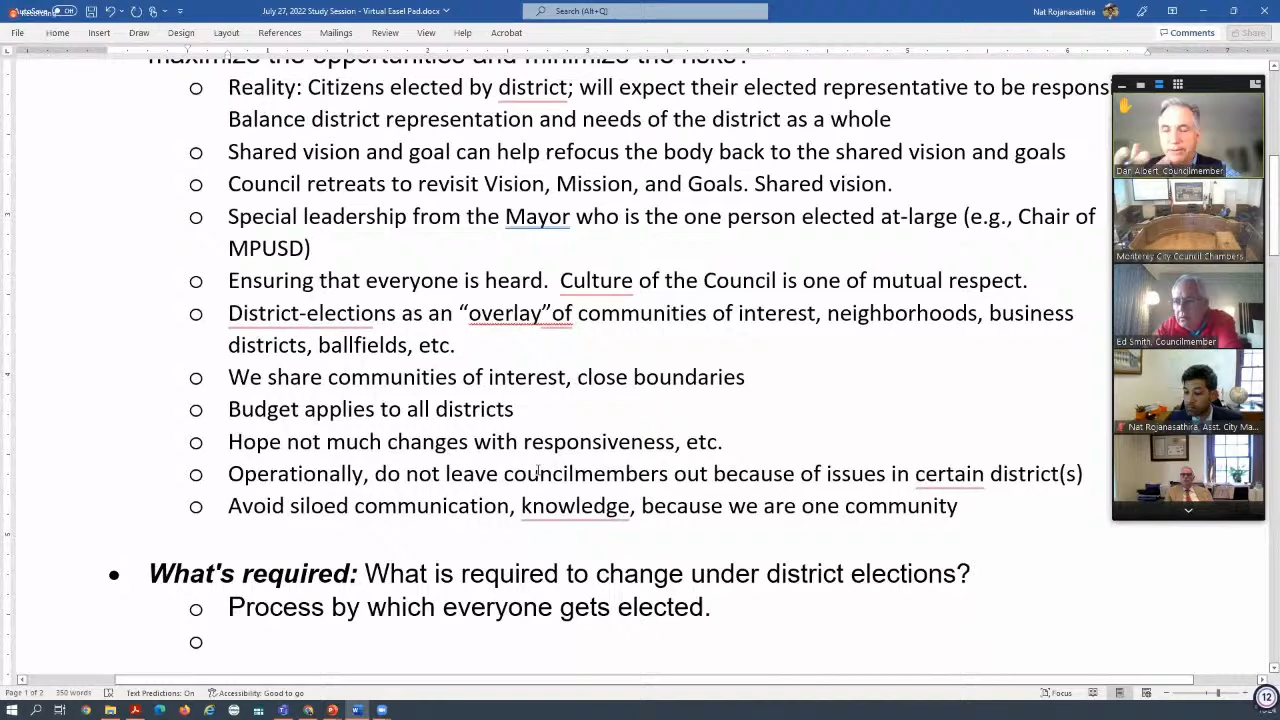 AutoSave Off
July 27, 2022 Study Session - Virtual Easel Pad.docx
Search (Alt+Q)
Nat Rojanasathira
File Home Insert Draw Design Layout References Mailings Review View Help Acrobat
Comments Share
maximize the opportunities and minimize the risks?
○ Reality: Citizens elected by district; will expect their elected representative to be respons
Balance district representation and needs of the district as a whole
○ Shared vision and goal can help refocus the body back to the shared vision and goals
○ Council retreats to revisit Vision, Mission, and Goals. Shared vision.
○ Special leadership from the Mayor who is the one person elected at-large (e.g., Chair of
MPUSD)
○ Ensuring that everyone is heard.  Culture of the Council is one of mutual respect.
○ District-elections as an “overlay”of communities of interest, neighborhoods, business
districts, ballfields, etc.
○ We share communities of interest, close boundaries
○ Budget applies to all districts
○ Hope not much changes with responsiveness, etc.
○ Operationally, do not leave councilmembers out because of issues in certain district(s)
○ Avoid siloed communication, knowledge, because we are one community
● What's required: What is required to change under district elections?
○ Process by which everyone gets elected.
○
Dan Albert, Councilmember
Monterey City Council Chambers
Ed Smith, Councilmember
Nat Rojanasathira, Asst. City Ma...
Page 1 of 2 350 words Text Predictions: On Accessibility: Good to go
Focus
12